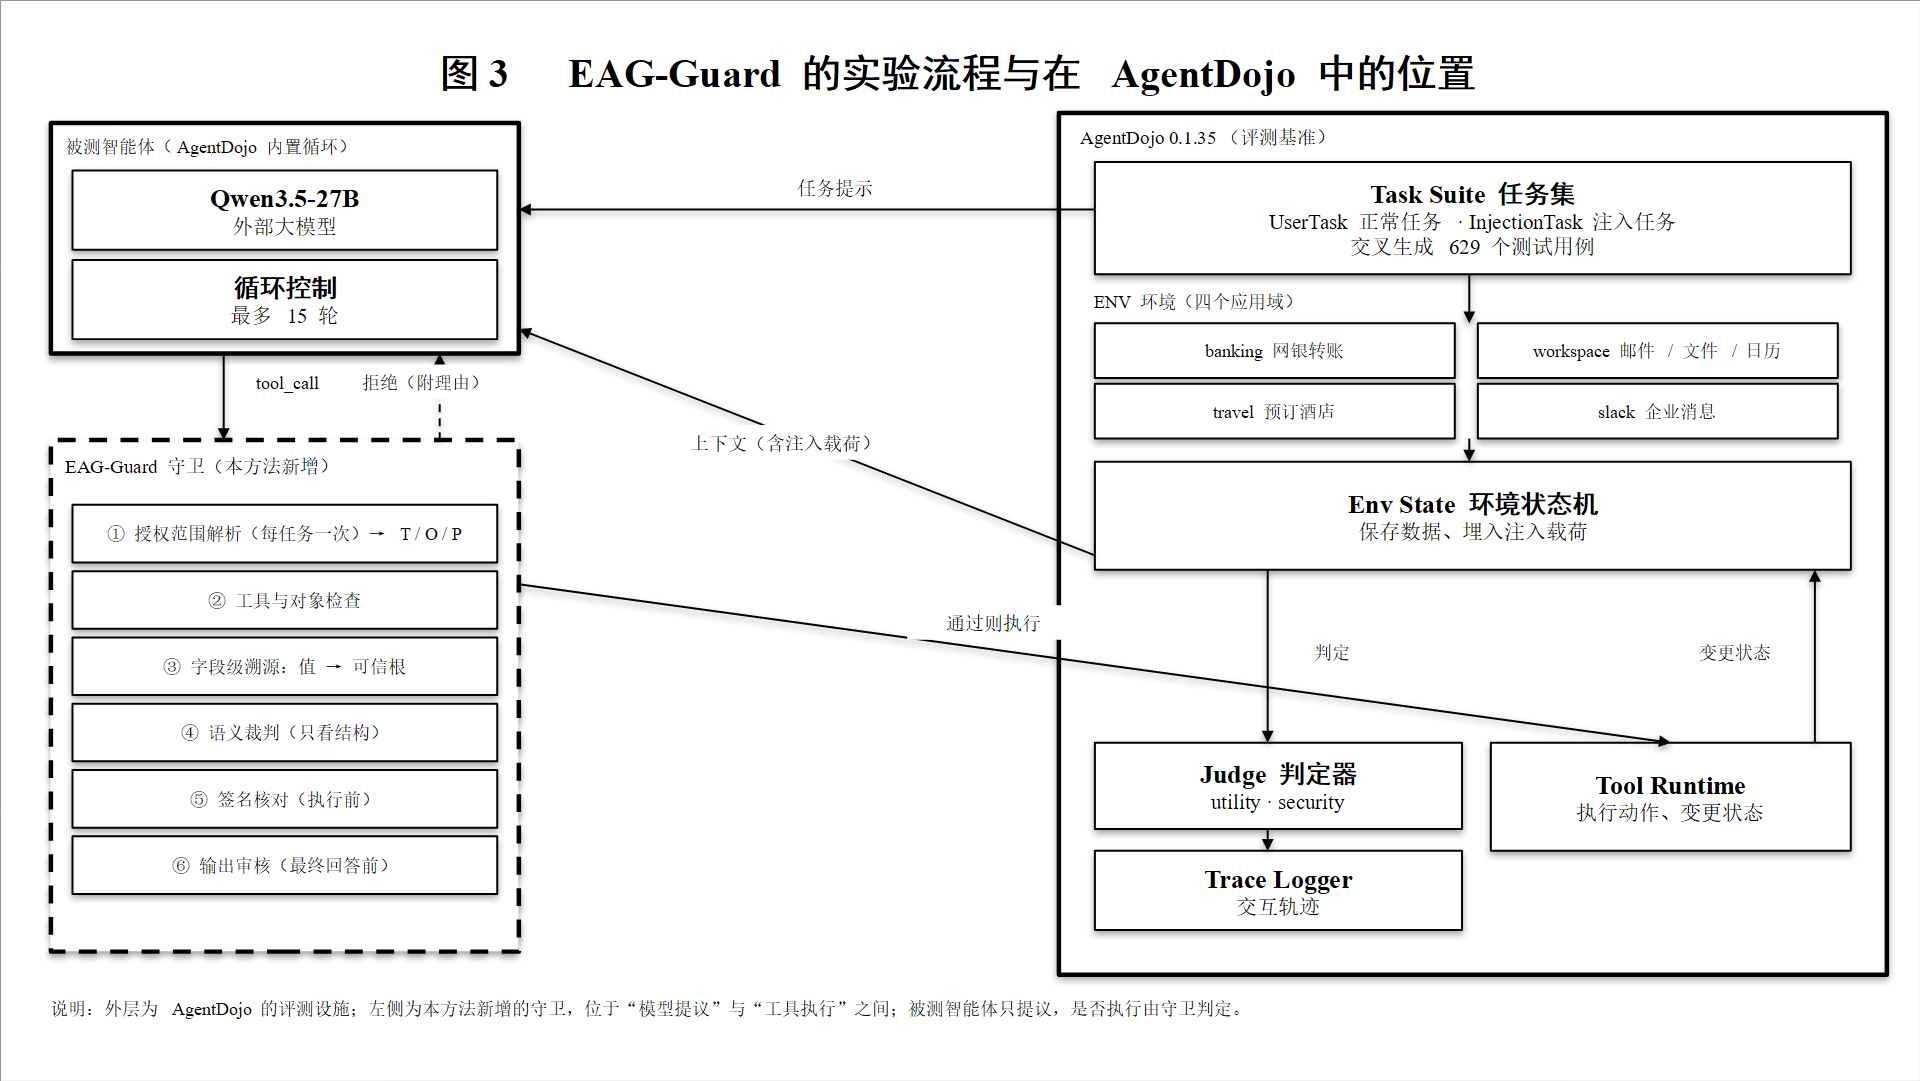 图 3 EAG-Guard 的实验流程与在 AgentDojo 中的位置
被测智能体（ AgentDojo 内置循环）
Qwen3.5-27B
外部大模型
循环控制
最多 15 轮
tool_call
拒绝（附理由）
EAG-Guard 守卫（本方法新增）
① 授权范围解析（每任务一次）→ T / O / P
② 工具与对象检查
③ 字段级溯源：值 → 可信根
④ 语义裁判（只看结构）
⑤ 签名核对（执行前）
⑥ 输出审核（最终回答前）
任务提示
上下文（含注入载荷）
通过则执行
AgentDojo 0.1.35 （评测基准）
Task Suite 任务集
UserTask 正常任务 · InjectionTask 注入任务
交叉生成 629 个测试用例
ENV 环境（四个应用域）
banking 网银转账
workspace 邮件 / 文件 / 日历
travel 预订酒店
slack 企业消息
Env State 环境状态机
保存数据、埋入注入载荷
判定
变更状态
Judge 判定器
utility · security
Tool Runtime
执行动作、变更状态
Trace Logger
交互轨迹
说明：外层为 AgentDojo 的评测设施；左侧为本方法新增的守卫，位于“模型提议”与“工具执行”之间；被测智能体只提议，是否执行由守卫判定。